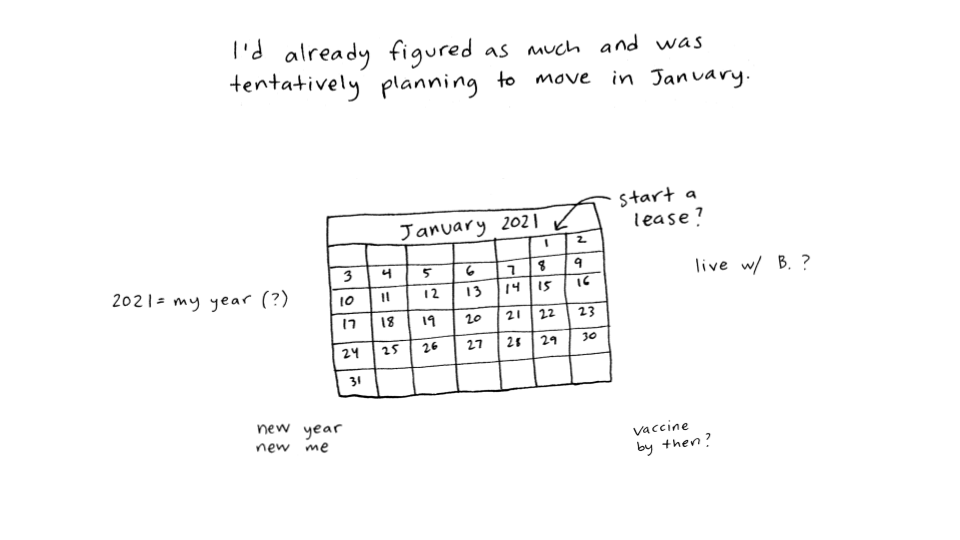 I'd already figured as much and was
tentatively planning to move in January.
start a
lease?
January 2021
1 2
3 4 5 6 7 8 9
10 11 12 13 14 15 16
17 18 19 20 21 22 23
24 25 26 27 28 29 30
31
live w/ B. ?
2021= my year (?)
new year
new me
vaccine
by then?